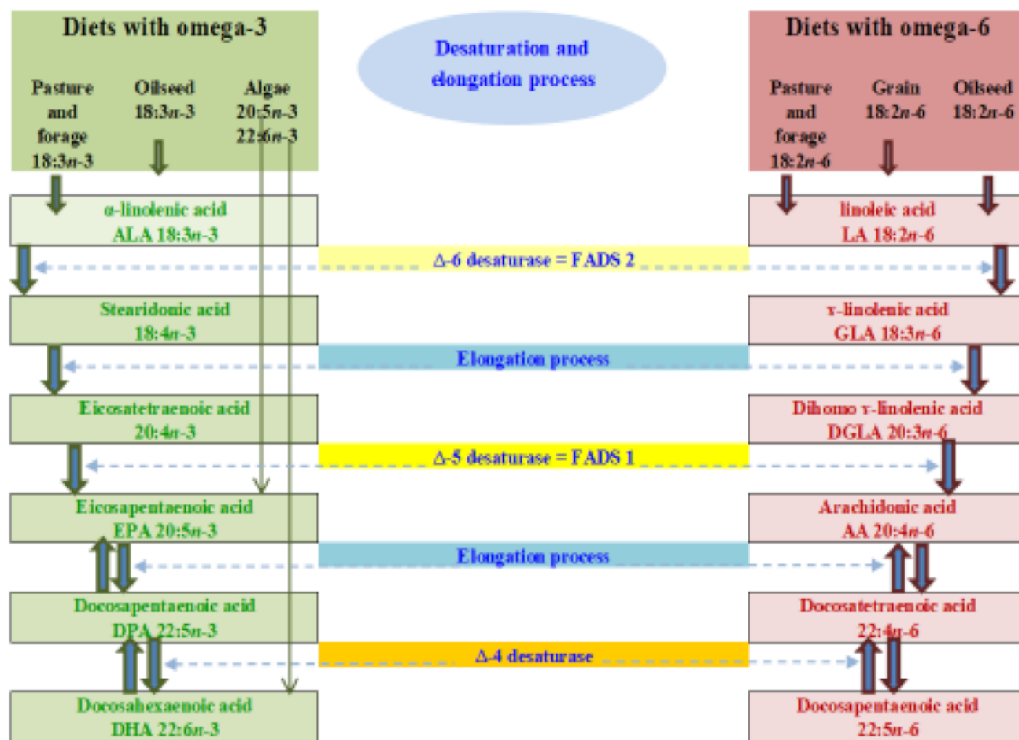 Diets with omega-3
Pasture
and
forage
18:3n-3
Oilseed
18:3n-3
Algae
20:5n-3
22:6n-3
Desaturation and
elongation process
Diets with omega-6
Pasture
and
forage
18:2n-6
Grain
18:2n-6
Oilseed
18:2n-6
α-linolenic acid
ALA 18:3n-3
linoleic acid
LA 18:2n-6
Δ-6 desaturase = FADS 2
Stearidonic acid
18:4n-3
γ-linolenic acid
GLA 18:3n-6
Elongation process
Eicosatetraenoic acid
20:4n-3
Dihomo γ-linolenic acid
DGLA 20:3n-6
Δ-5 desaturase = FADS 1
Eicosapentaenoic acid
EPA 20:5n-3
Arachidonic acid
AA 20:4n-6
Elongation process
Docosapentaenoic acid
DPA 22:5n-3
Docosatetraenoic acid
22:4n-6
Δ-4 desaturase
Docosahexaenoic acid
DHA 22:6n-3
Docosapentaenoic acid
22:5n-6